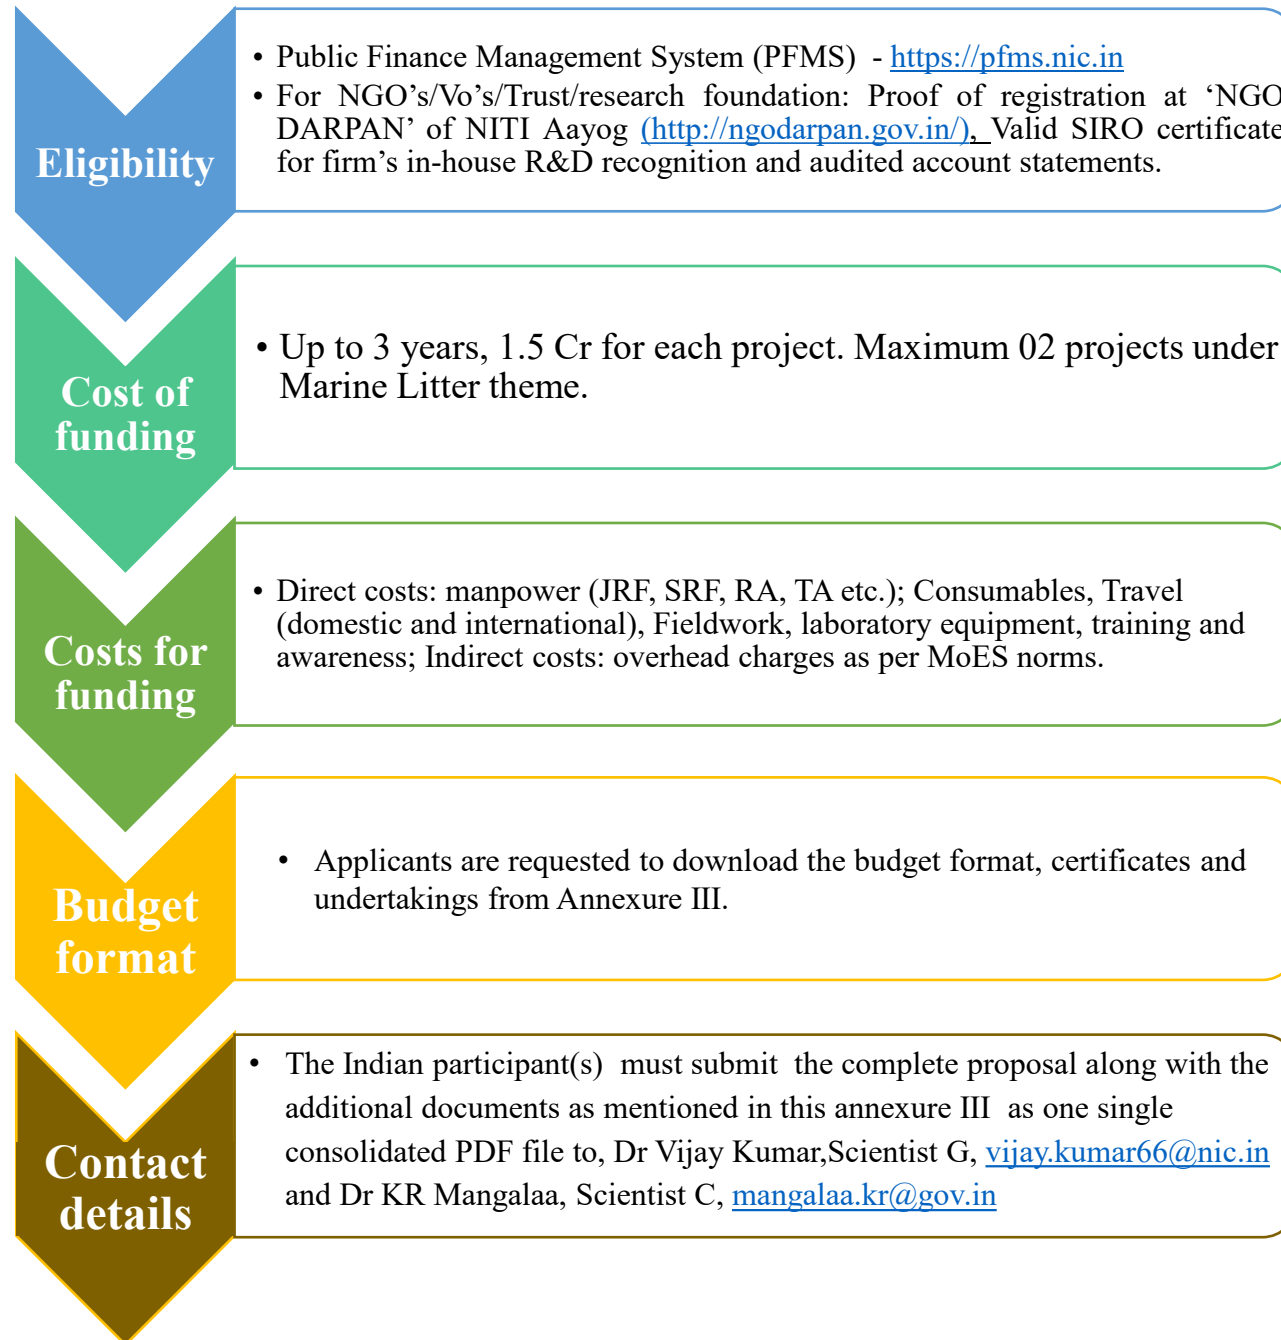 Eligibility
• Public Finance Management System (PFMS) - https://pfms.nic.in
• For NGO’s/Vo’s/Trust/research foundation: Proof of registration at ‘NGO
DARPAN’ of NITI Aayog (http://ngodarpan.gov.in/), Valid SIRO certificate
for firm’s in-house R&D recognition and audited account statements.
Cost of
funding
• Up to 3 years, 1.5 Cr for each project. Maximum 02 projects under
Marine Litter theme.
Costs for
funding
• Direct costs: manpower (JRF, SRF, RA, TA etc.); Consumables, Travel
(domestic and international), Fieldwork, laboratory equipment, training and
awareness; Indirect costs: overhead charges as per MoES norms.
Budget
format
• Applicants are requested to download the budget format, certificates and
undertakings from Annexure III.
Contact
details
• The Indian participant(s) must submit the complete proposal along with the
additional documents as mentioned in this annexure III as one single
consolidated PDF file to, Dr Vijay Kumar,Scientist G, vijay.kumar66@nic.in
and Dr KR Mangalaa, Scientist C, mangalaa.kr@gov.in